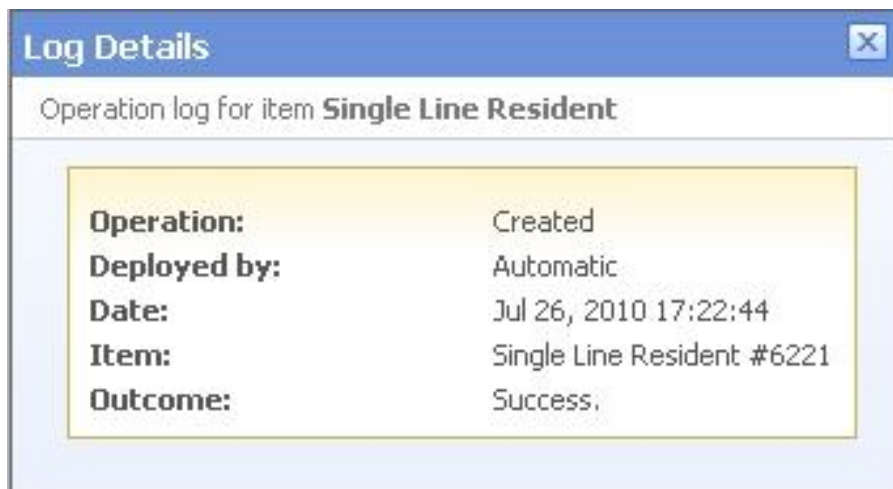 Log Details
Operation log for item Single Line Resident
Operation: Created
Deployed by: Automatic
Date: Jul 26, 2010 17:22:44
Item: Single Line Resident #6221
Outcome: Success.